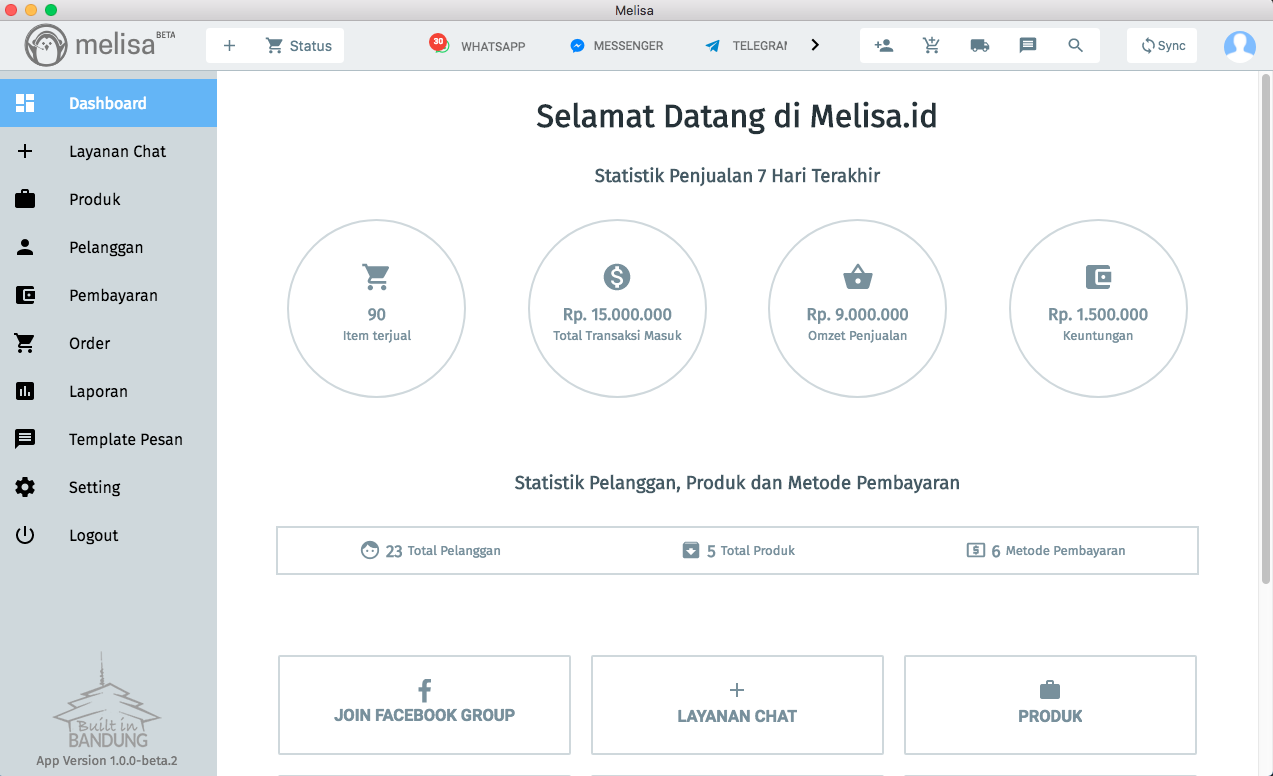 Melisa
melisa BETA
Status
30
WHATSAPP
MESSENGER
TELEGRAM
Sync
Dashboard
Layanan Chat
Produk
Pelanggan
Pembayaran
Order
Laporan
Template Pesan
Setting
Logout
Built in
BANDUNG
App Version 1.0.0-beta.2
Selamat Datang di Melisa.id
Statistik Penjualan 7 Hari Terakhir
90
Item terjual
Rp. 15.000.000
Total Transaksi Masuk
Rp. 9.000.000
Omzet Penjualan
Rp. 1.500.000
Keuntungan
Statistik Pelanggan, Produk dan Metode Pembayaran
23 Total Pelanggan
5 Total Produk
6 Metode Pembayaran
JOIN FACEBOOK GROUP
LAYANAN CHAT
PRODUK